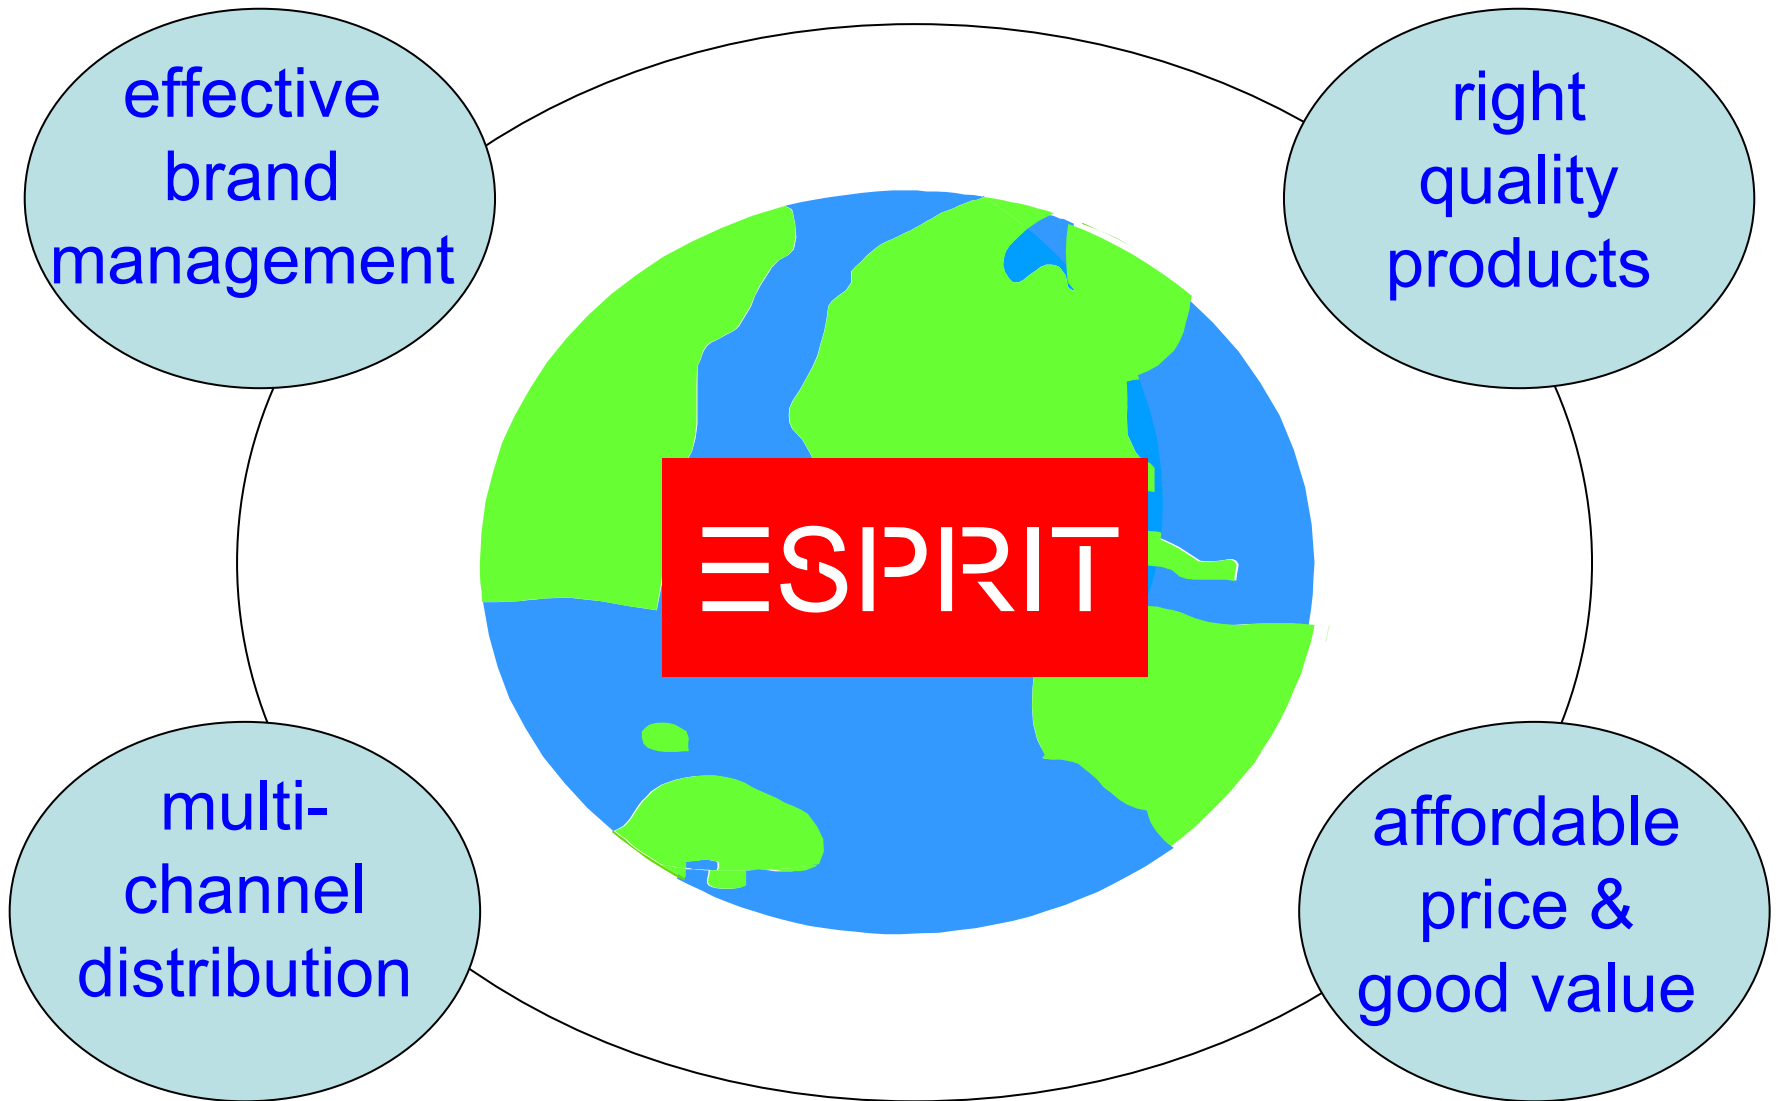 effective
brand
management
right
quality
products
ESPRIT
multi-
channel
distribution
affordable
price &
good value